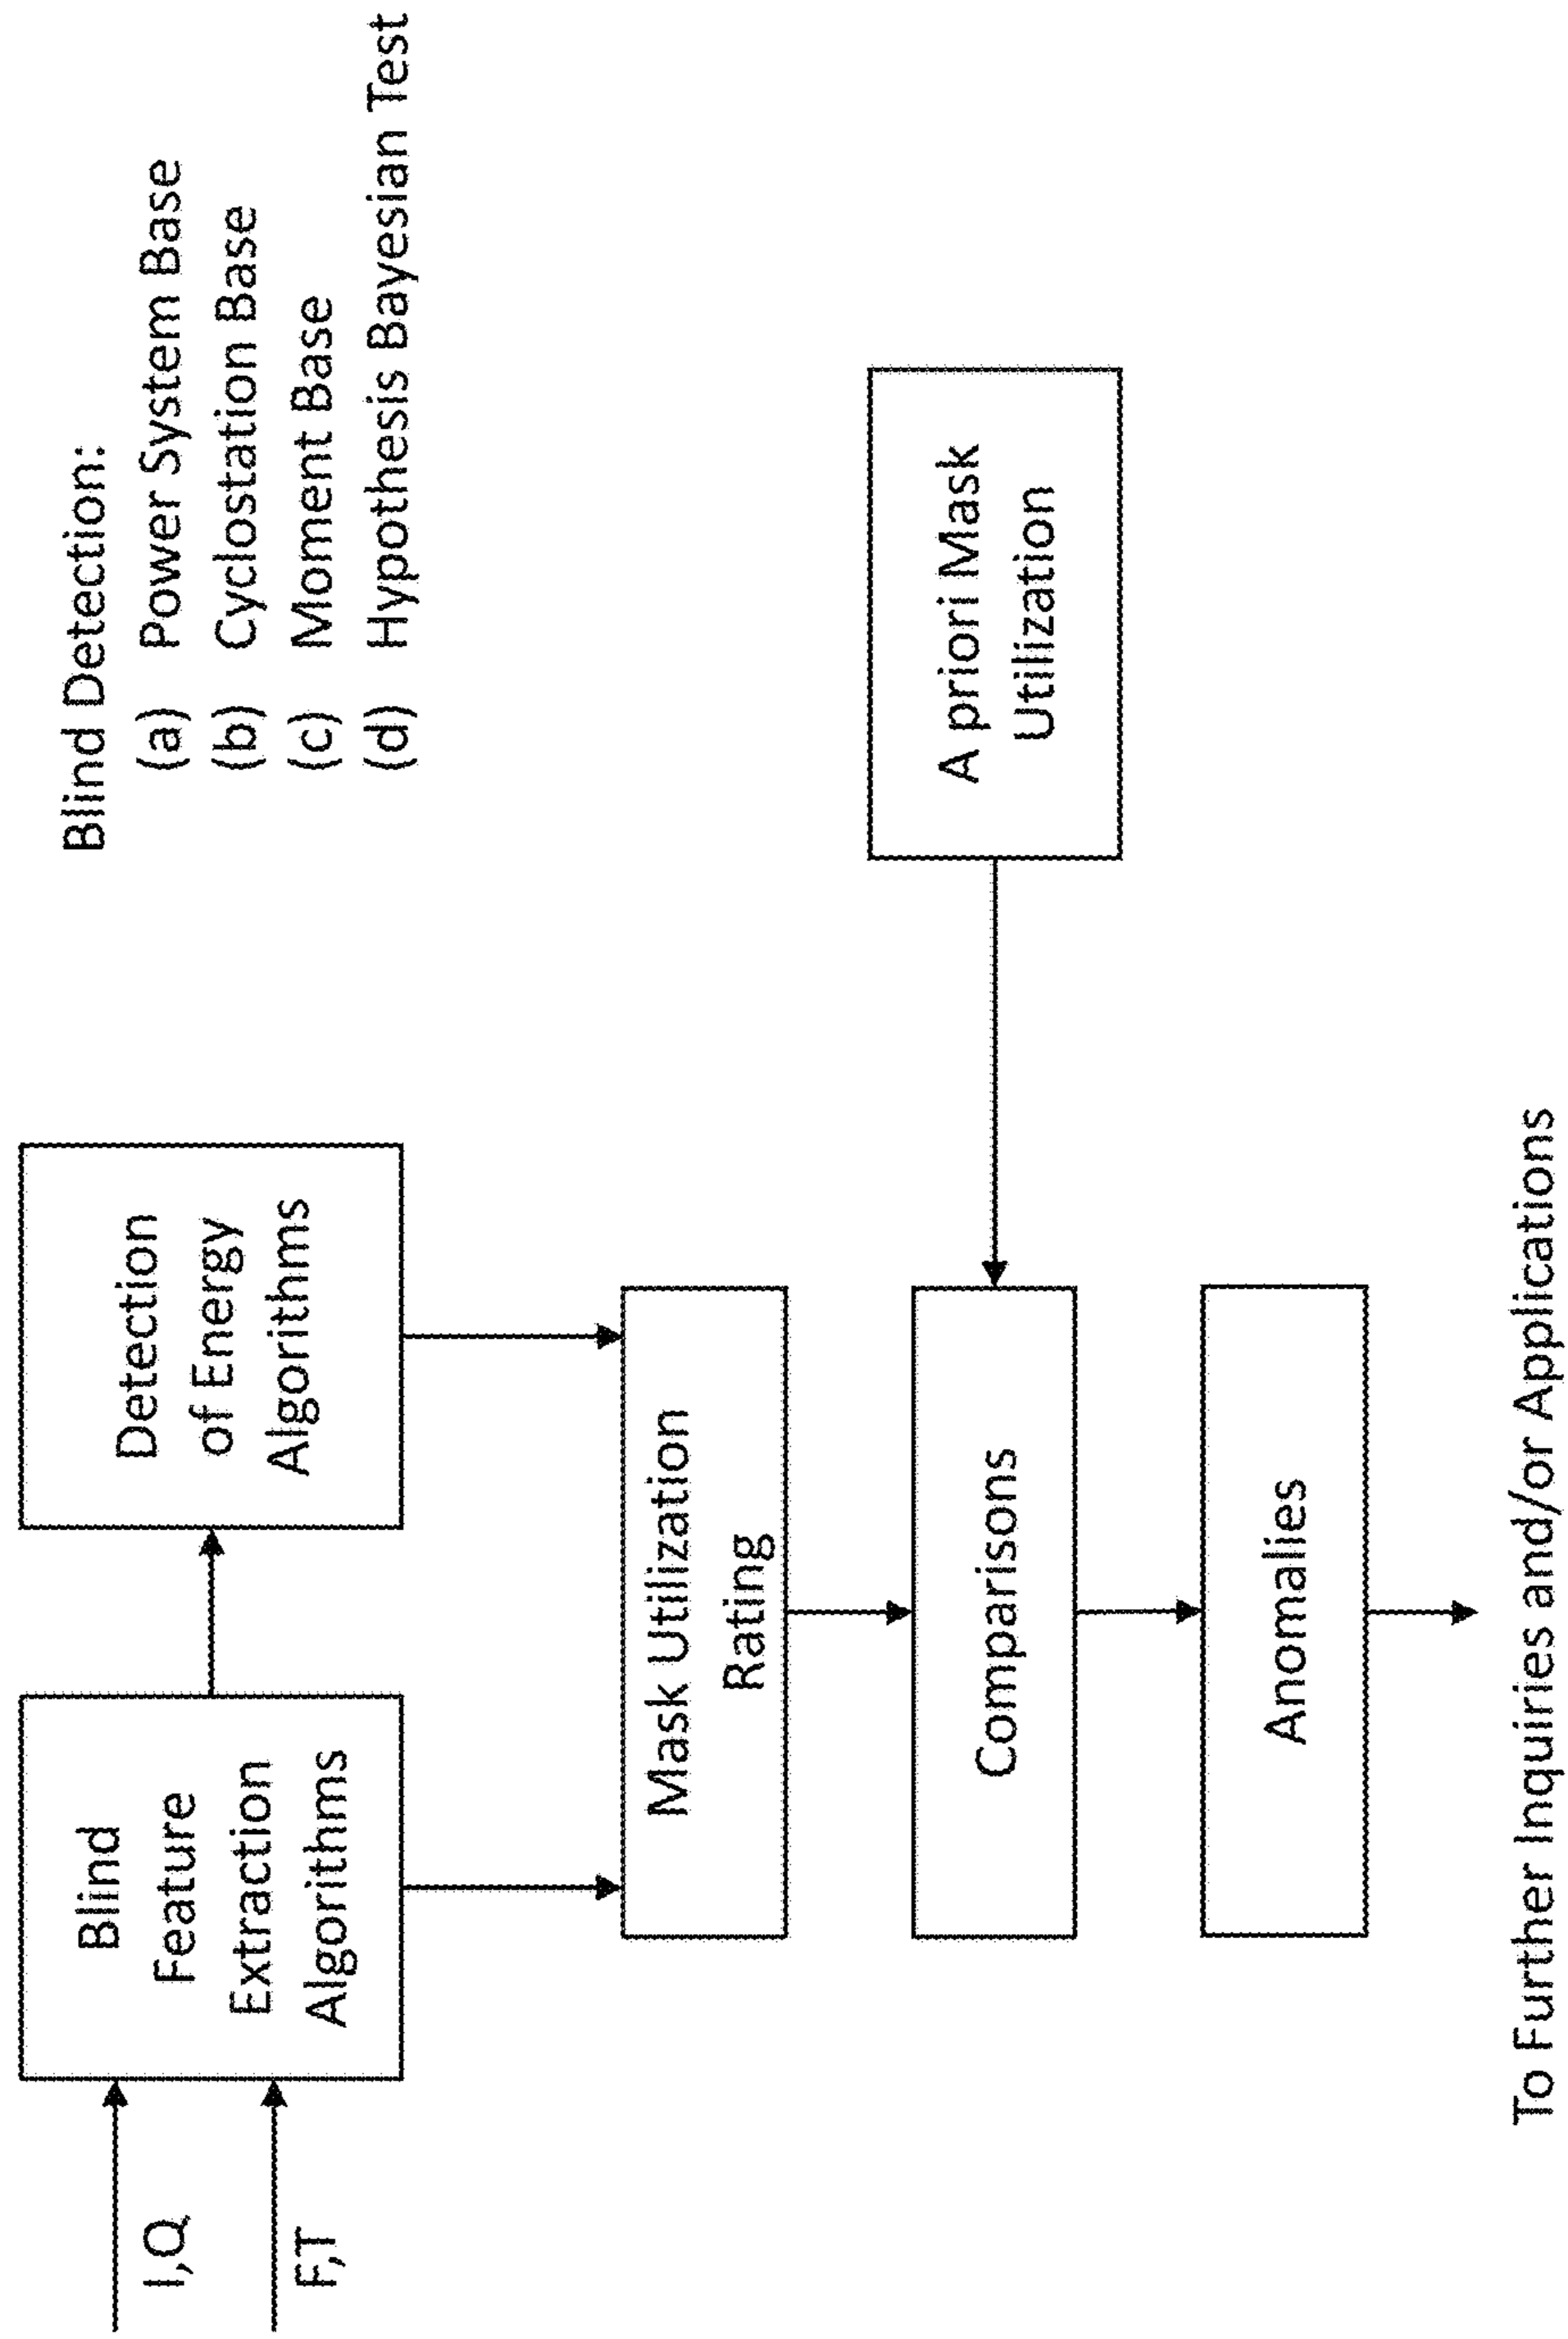 Blind Detection:
(a) Power System Base
(b) Cyclostation Base
(c) Moment Base
(d) Hypothesis Bayesian Test
I,Q
F,T
Blind
Feature
Extraction
Algorithms
Detection
of Energy
Algorithms
Mask Utilization
Rating
Comparisons
A priori Mask
Utilization
Anomalies
To Further Inquiries and/or Applications